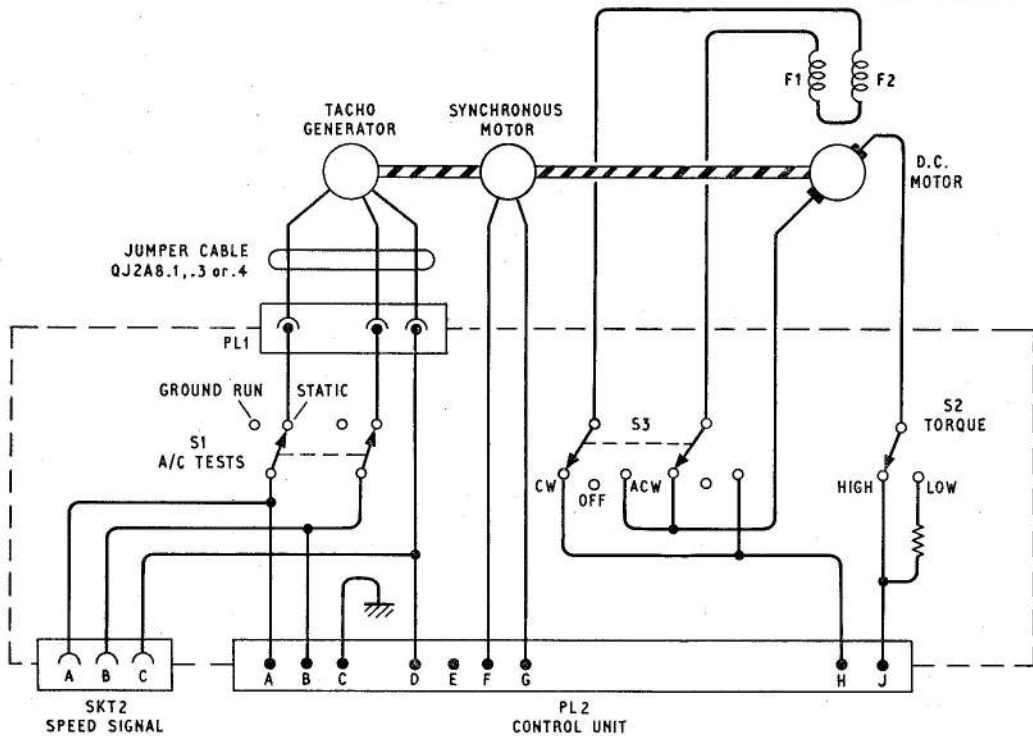 F1
F2
TACHO
GENERATOR
SYNCHRONOUS
MOTOR
D.C.
MOTOR
JUMPER CABLE
QJ2A8.1,.3 or.4
PL1
GROUND RUN
STATIC
S1
A/C TESTS
S3
CW
OFF
ACW
S2
TORQUE
HIGH
LOW
A B C
SKT2
SPEED SIGNAL
A B C D E F G H J
PL2
CONTROL UNIT